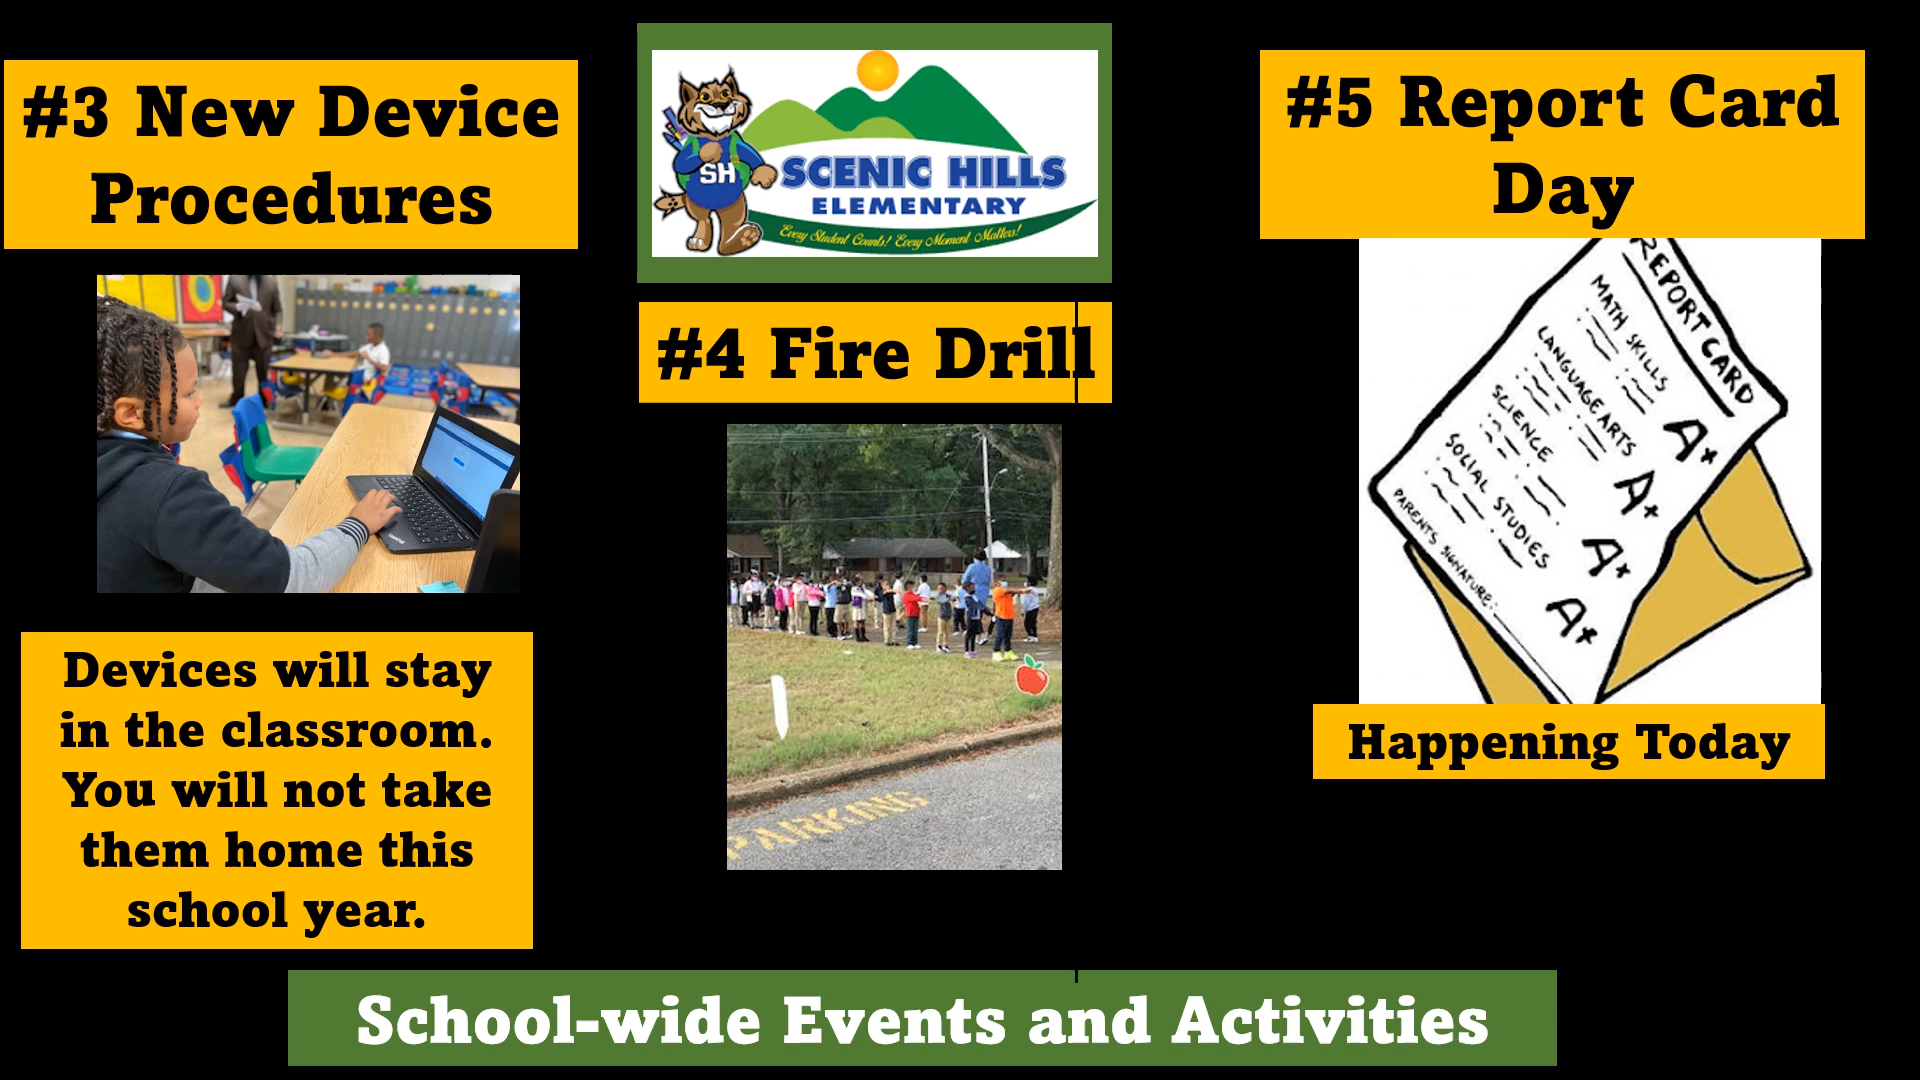 #3 New Device
Procedures
Devices will stay
in the classroom.
You will not take
them home this
school year.
SH
SCENIC HILLS
ELEMENTARY
Every Student Counts! Every Moment Matters!
#4 Fire Drill
PARKING
#5 Report Card
Day
REPORT CARD
MATH SKILLS
A+
LANGUAGE ARTS
A+
SCIENCE
A+
SOCIAL STUDIES
A+
PARENTS SIGNATURE:
Happening Today
School-wide Events and Activities